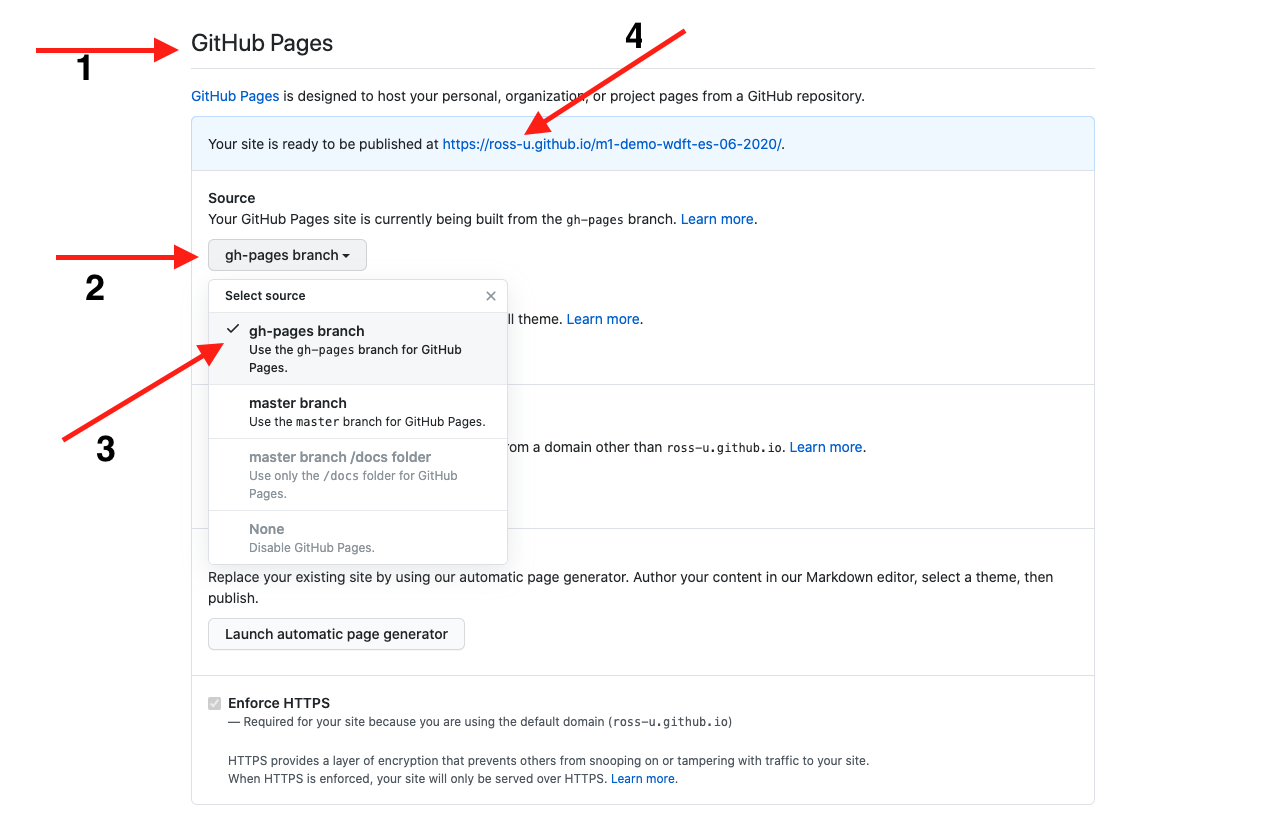 1
GitHub Pages
4
GitHub Pages is designed to host your personal, organization, or project pages from a GitHub repository.
Your site is ready to be published at https://ross-u.github.io/m1-demo-wdft-es-06-2020/.
Source
Your GitHub Pages site is currently being built from the gh-pages branch. Learn more.
2
gh-pages branch
Select source
gh-pages branch
Use the gh-pages branch for GitHub
Pages.
3
ll theme. Learn more.
master branch
Use the master branch for GitHub Pages.
om a domain other than ross-u.github.io. Learn more.
master branch /docs folder
Use only the /docs folder for GitHub
Pages.
None
Disable GitHub Pages.
Replace your existing site by using our automatic page generator. Author your content in our Markdown editor, select a theme, then
publish.
Launch automatic page generator
Enforce HTTPS
— Required for your site because you are using the default domain (ross-u.github.io)
HTTPS provides a layer of encryption that prevents others from snooping on or tampering with traffic to your site.
When HTTPS is enforced, your site will only be served over HTTPS. Learn more.